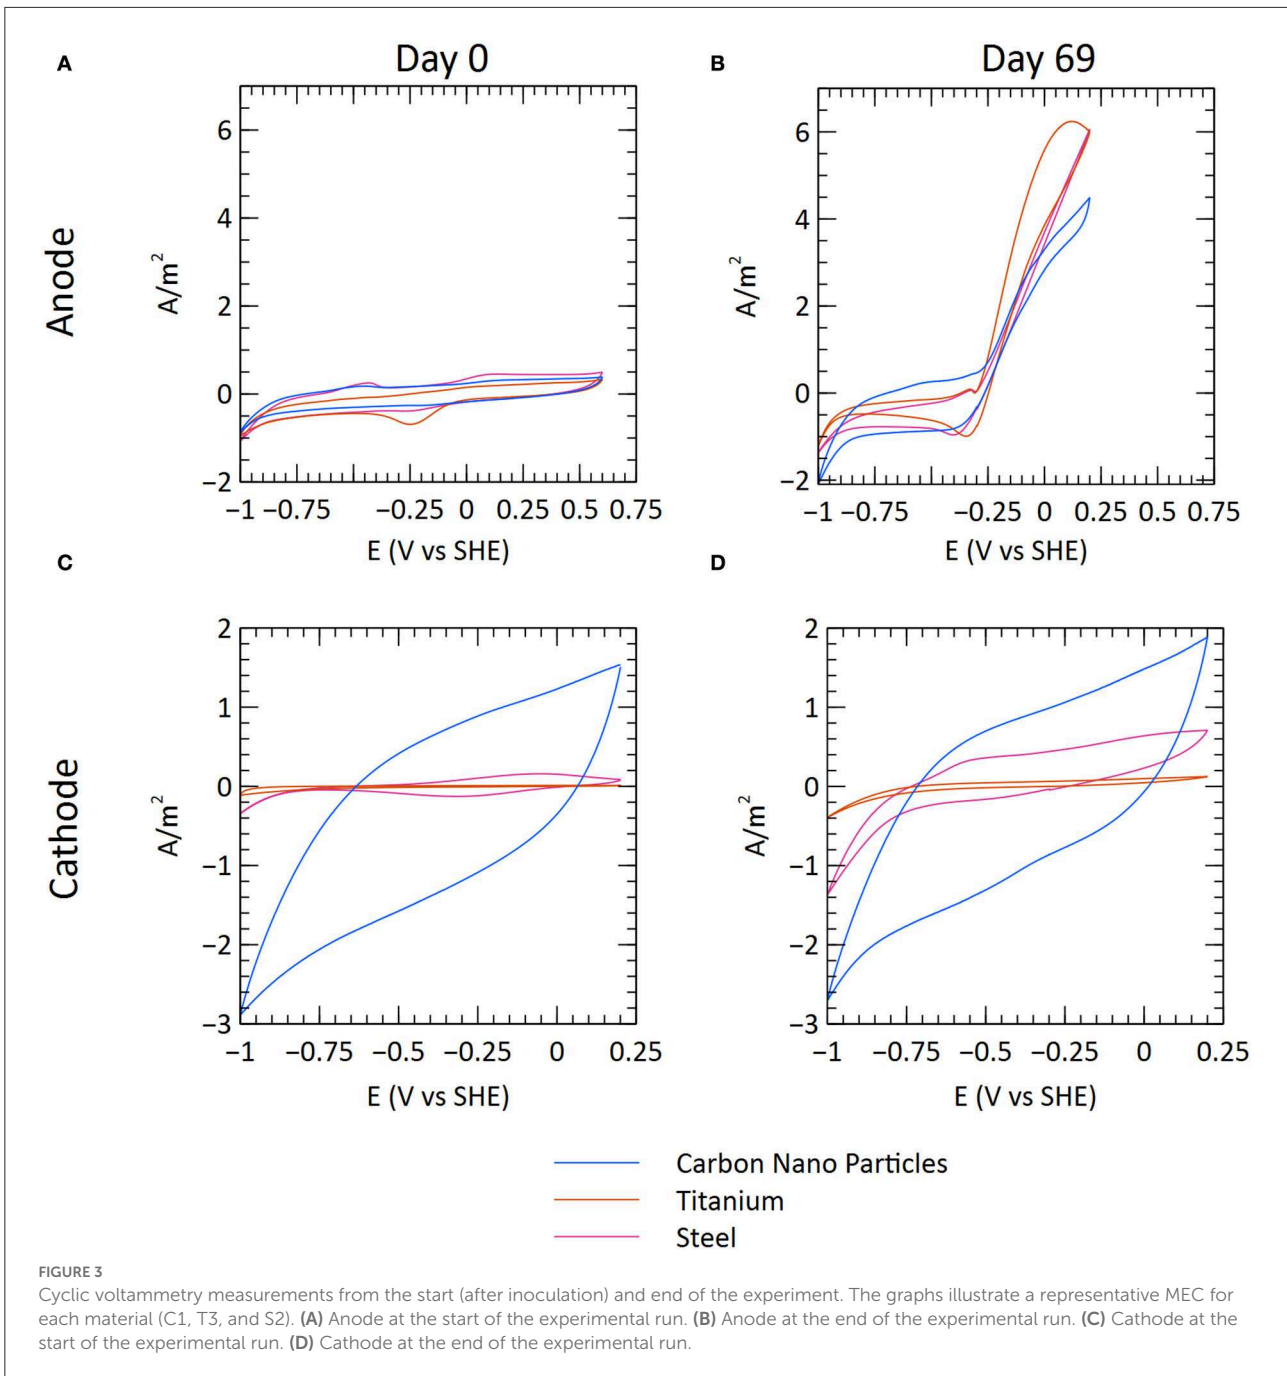 A
Day 0
B
Day 69
Anode
A/m²
6
4
2
0
−2
−1 −0.75 −0.25 0 0.25 0.5 0.75
E (V vs SHE)
A/m²
6
4
2
0
−2
−1 −0.75 −0.25 0 0.25 0.5 0.75
E (V vs SHE)
C
D
Cathode
A/m²
2
1
0
−1
−2
−3
−1 −0.75 −0.5 −0.25 0 0.25
E (V vs SHE)
A/m²
2
1
0
−1
−2
−3
−1 −0.75 −0.5 −0.25 0 0.25
E (V vs SHE)
Carbon Nano Particles
Titanium
Steel
FIGURE 3
Cyclic voltammetry measurements from the start (after inoculation) and end of the experiment. The graphs illustrate a representative MEC for
each material (C1, T3, and S2). (A) Anode at the start of the experimental run. (B) Anode at the end of the experimental run. (C) Cathode at the
start of the experimental run. (D) Cathode at the end of the experimental run.